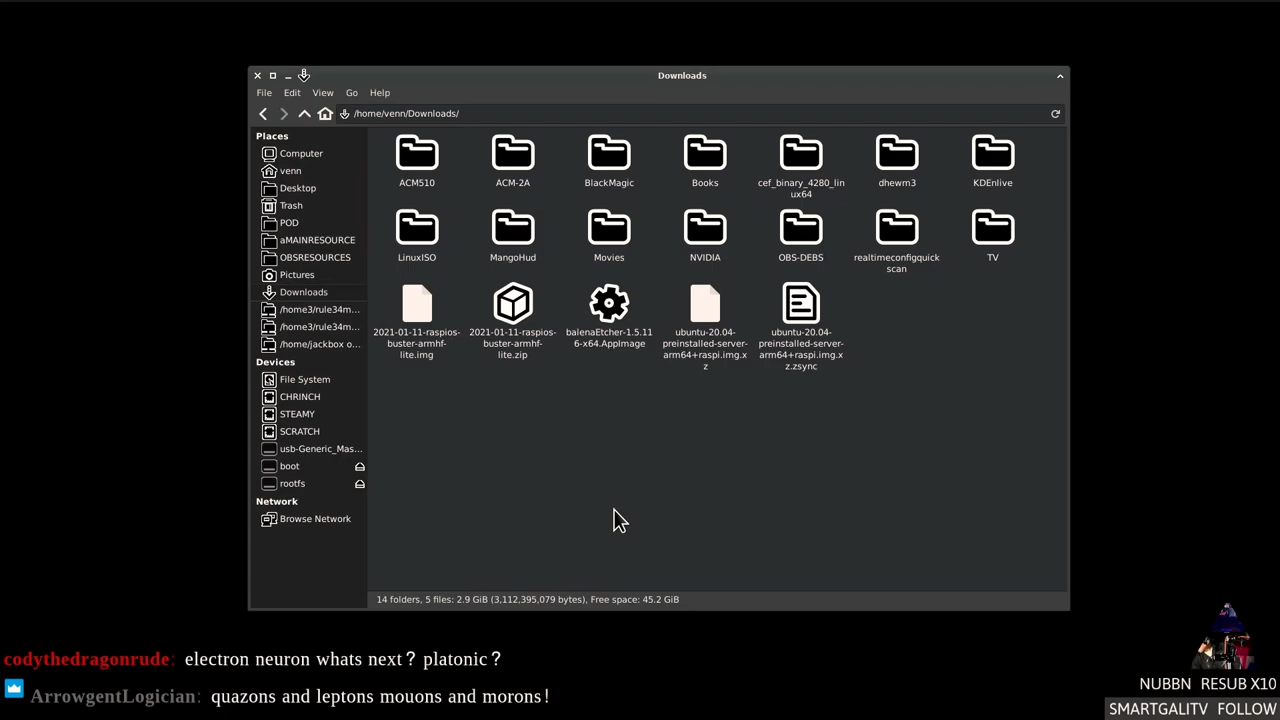 Downloads
File Edit View Go Help
/home/venn/Downloads/
Places
Computer
venn
Desktop
Trash
POD
aMAINRESOURCE
OBSRESOURCES
Pictures
Downloads
/home3/rule34m...
/home3/rule34m...
/home/jackbox o...
Devices
File System
CHRINCH
STEAMY
SCRATCH
usb-Generic_Mas...
boot
rootfs
Network
Browse Network
ACM510
ACM-2A
BlackMagic
Books
cef_binary_4280_lin
ux64
dhewm3
KDEnlive
LinuxISO
MangoHud
Movies
NVIDIA
OBS-DEBS
realtimeconfigquick
scan
TV
2021-01-11-raspios-
buster-armhf-
lite.img
2021-01-11-raspios-
buster-armhf-
lite.zip
balenaEtcher-1.5.11
6-x64.AppImage
ubuntu-20.04-
preinstalled-server-
arm64+raspi.img.x
z
ubuntu-20.04-
preinstalled-server-
arm64+raspi.img.x
z.zsync
14 folders, 5 files: 2.9 GiB (3,112,395,079 bytes), Free space: 45.2 GiB
codythedragonrude: electron neuron whats next? platonic?
ArrowgentLogician: quazons and leptons mouons and morons!
NUBBN RESUB X10
SMARTGALITV FOLLOW